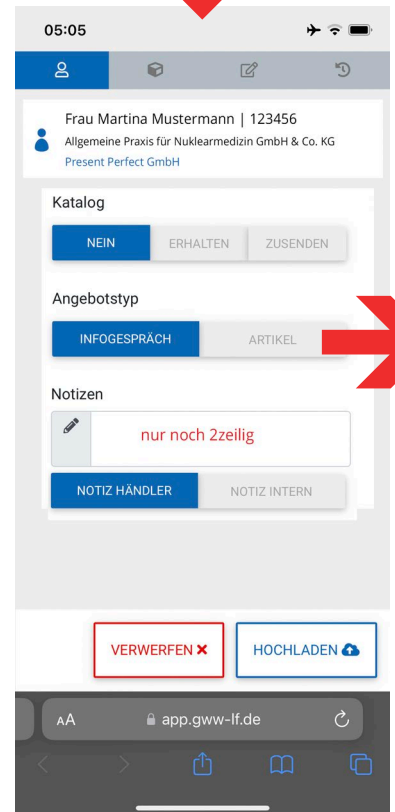 05:05
Frau Martina Mustermann | 123456
Allgemeine Praxis für Nuklearmedizin GmbH & Co. KG
Present Perfect GmbH
Katalog
NEIN ERHALTEN ZUSENDEN
Angebotstyp
INFOGESPRÄCH ARTIKEL
Notizen
nur noch 2zeilig
NOTIZ HÄNDLER NOTIZ INTERN
VERWERFEN HOCHLADEN
AA app.gww-lf.de